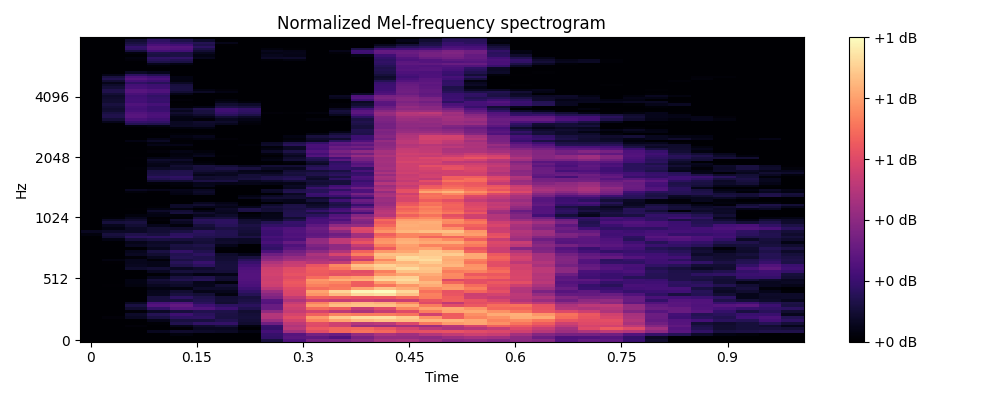 Normalized Mel-frequency spectrogram
Hz
4096
2048
1024
512
0
0 0.15 0.3 0.45 0.6 0.75 0.9
Time
+1 dB
+1 dB
+1 dB
+0 dB
+0 dB
+0 dB